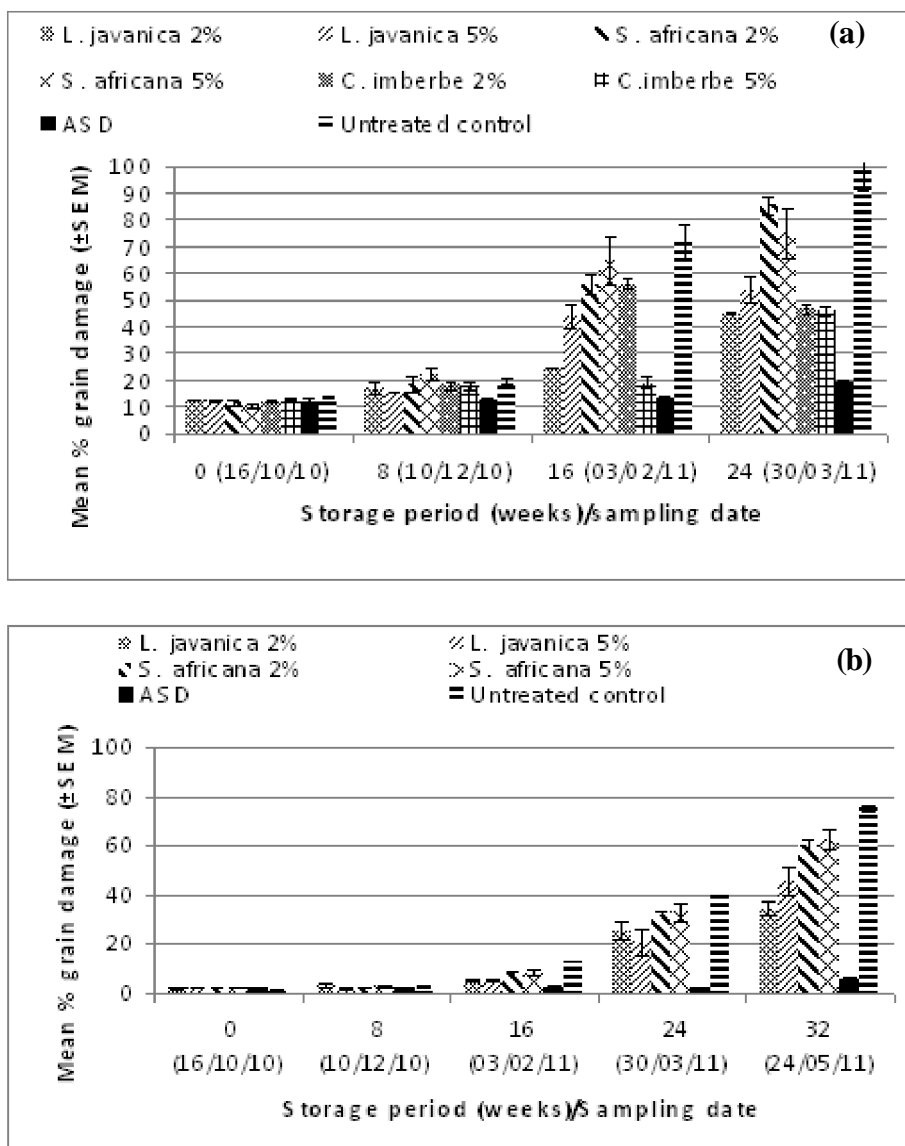 (a)
L. javanica 2% L. javanica 5% S. africana 2%
S. africana 5% C. imberbe 2% C.imberbe 5%
ASD Untreated control
Mean % grain damage (±SEM)
100
90
80
70
60
50
40
30
20
10
0
0 (16/10/10) 8 (10/12/10) 16 (03/02/11) 24 (30/03/11)
Storage period (weeks)/sampling date
(b)
L. javanica 2% L. javanica 5%
S. africana 2% S. africana 5%
ASD Untreated control
Mean % grain damage (±SEM)
100
80
60
40
20
0
0 8 16 24 32
(16/10/10) (10/12/10) (03/02/11) (30/03/11) (24/05/11)
Storage period (weeks)/Sampling date